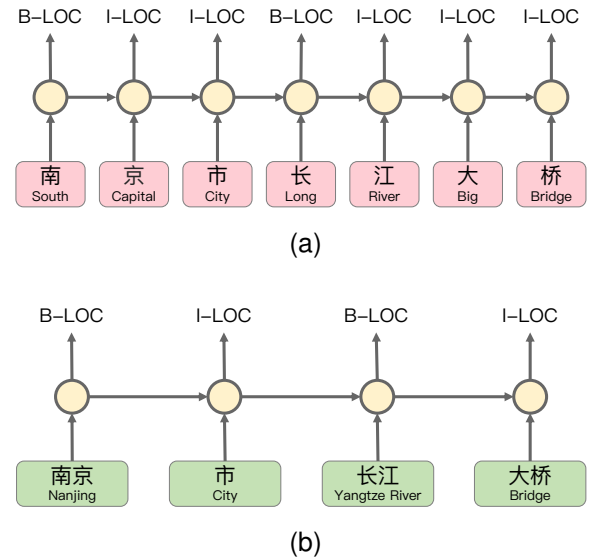 B–LOC I–LOC I–LOC B–LOC I–LOC I–LOC I–LOC
南 京 市 长 江 大 桥
South Capital City Long River Big Bridge
(a)
B–LOC I–LOC B–LOC I–LOC
南京 市 长江 大桥
Nanjing City Yangtze River Bridge
(b)